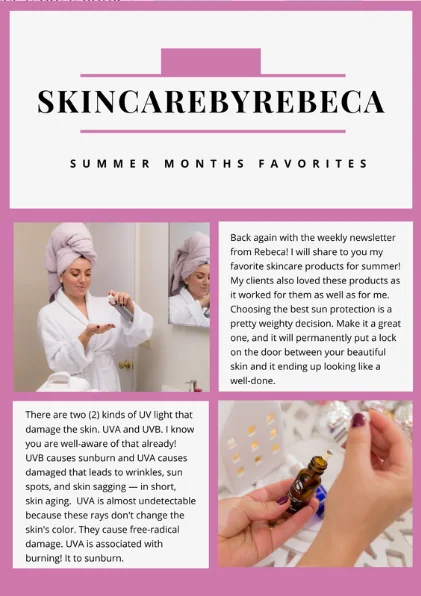 SKINCAREBYREBECA
SUMMER MONTHS FAVORITES
Back again with the weekly newsletter
from Rebeca! I will share to you my
favorite skincare products for summer!
My clients also loved these products as
it worked for them as well as for me.
Choosing the best sun protection is a
pretty weighty decision. Make it a great
one, and it will permanently put a lock
on the door between your beautiful
skin and it ending up looking like a
well-done.
There are two (2) kinds of UV light that
damage the skin. UVA and UVB. I know
you are well-aware of that already!
UVB causes sunburn and UVA causes
damaged that leads to wrinkles, sun
spots, and skin sagging — in short,
skin aging. UVA is almost undetectable
because these rays don't change the
skin's color. They cause free-radical
damage. UVA is associated with
burning! It to sunburn.